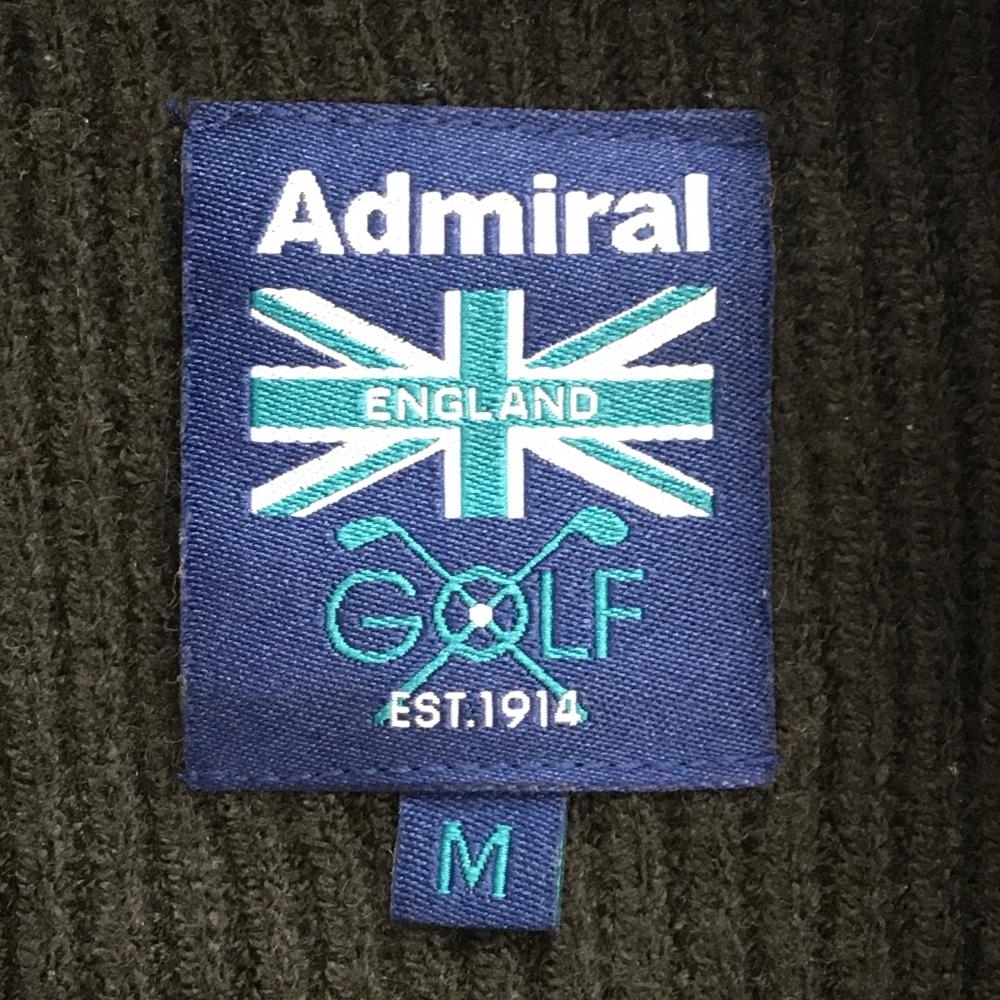 Admiral
ENGLAND
GOLF
EST.1914
M